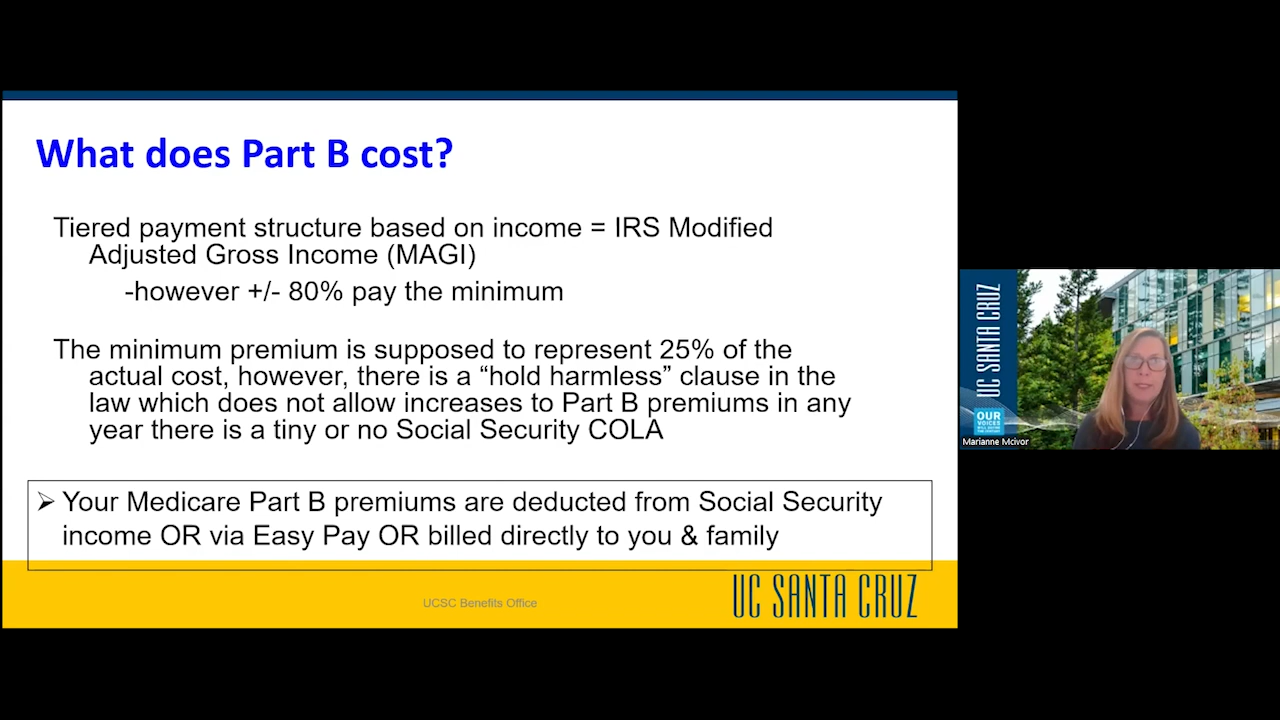 What does Part B cost?
Tiered payment structure based on income = IRS Modified
Adjusted Gross Income (MAGI)
-however +/- 80% pay the minimum
The minimum premium is supposed to represent 25% of the
actual cost, however, there is a “hold harmless” clause in the
law which does not allow increases to Part B premiums in any
year there is a tiny or no Social Security COLA
➢ Your Medicare Part B premiums are deducted from Social Security
income OR via Easy Pay OR billed directly to you & family
UCSC Benefits Office
UC SANTA CRUZ
UC SANTA CRUZ
OUR
VOICES
Marianne Mcivor